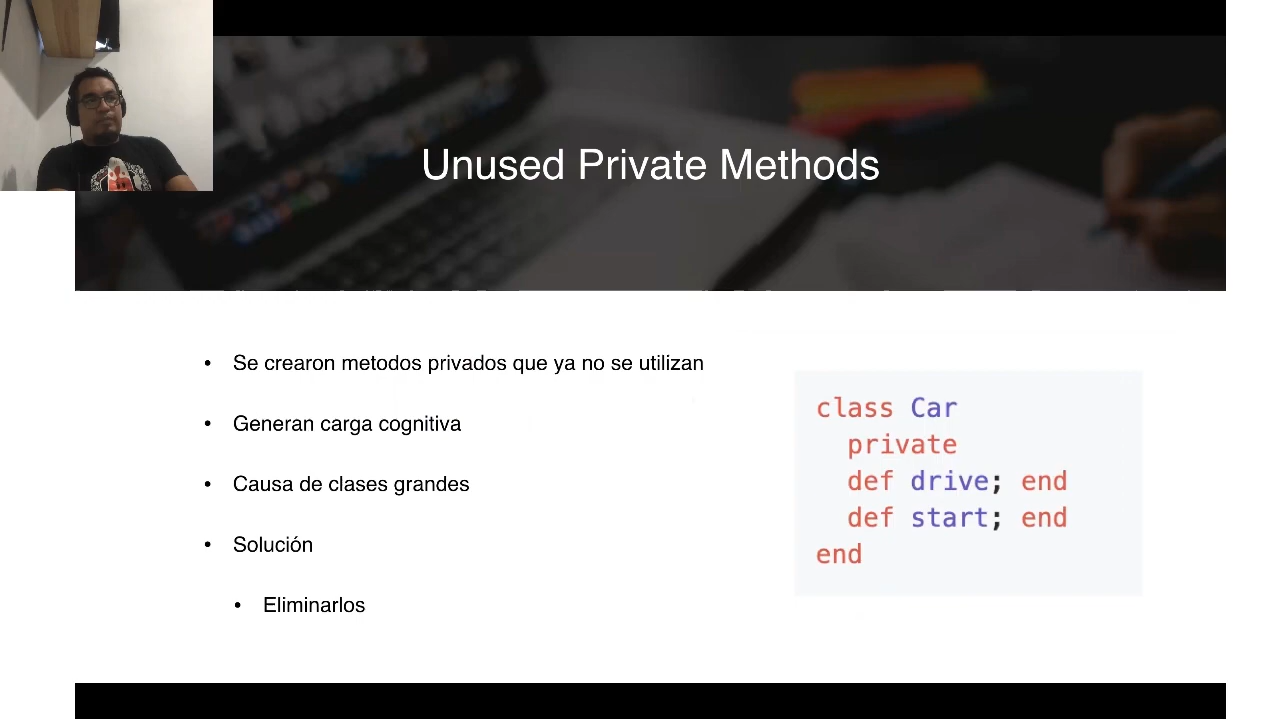 Unused Private Methods
• Se crearon metodos privados que ya no se utilizan
• Generan carga cognitiva
• Causa de clases grandes
• Solución
• Eliminarlos
class Car
private
def drive; end
def start; end
end